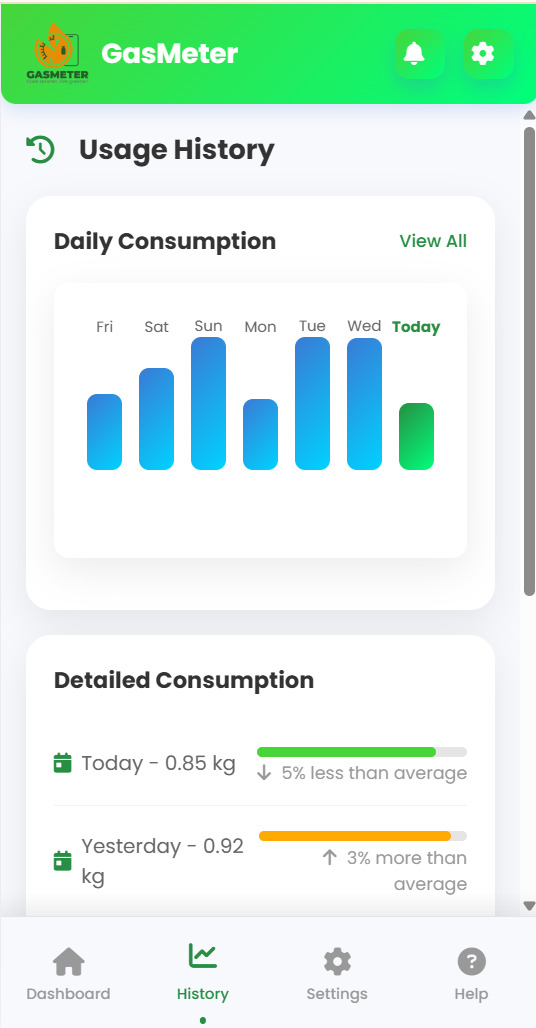 GASMETER
GasMeter
Usage History
Daily Consumption
View All
Fri
Sat
Sun
Mon
Tue
Wed
Today
Detailed Consumption
Today - 0.85 kg
5% less than average
Yesterday - 0.92
kg
3% more than
average
Dashboard
History
Settings
Help